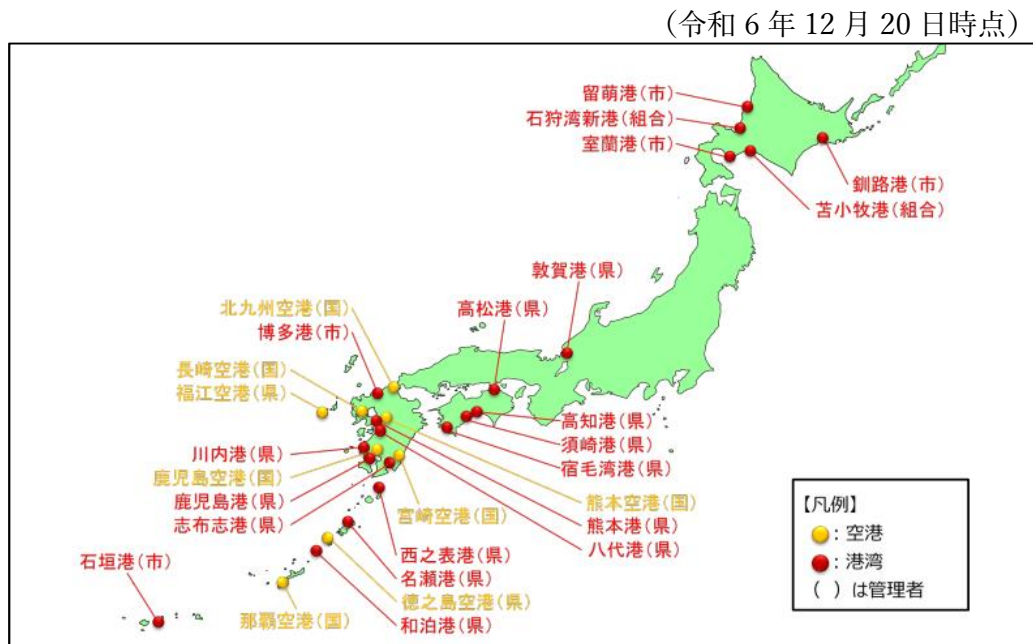 (令和6年12月20日時点)
留萌港(市)
石狩湾新港(組合)
室蘭港(市)
釧路港(市)
苫小牧港(組合)
敦賀港(県)
高松港(県)
北九州空港(国)
博多港(市)
長崎空港(国)
福江空港(県)
高知港(県)
須崎港(県)
宿毛湾港(県)
川内港(県)
鹿児島空港(国)
鹿児島港(県)
志布志港(県)
宮崎空港(国)
熊本空港(国)
熊本港(県)
八代港(県)
西之表港(県)
名瀬港(県)
徳之島空港(県)
和泊港(県)
石垣港(市)
那覇空港(国)
【凡例】
:空港
:港湾
( )は管理者